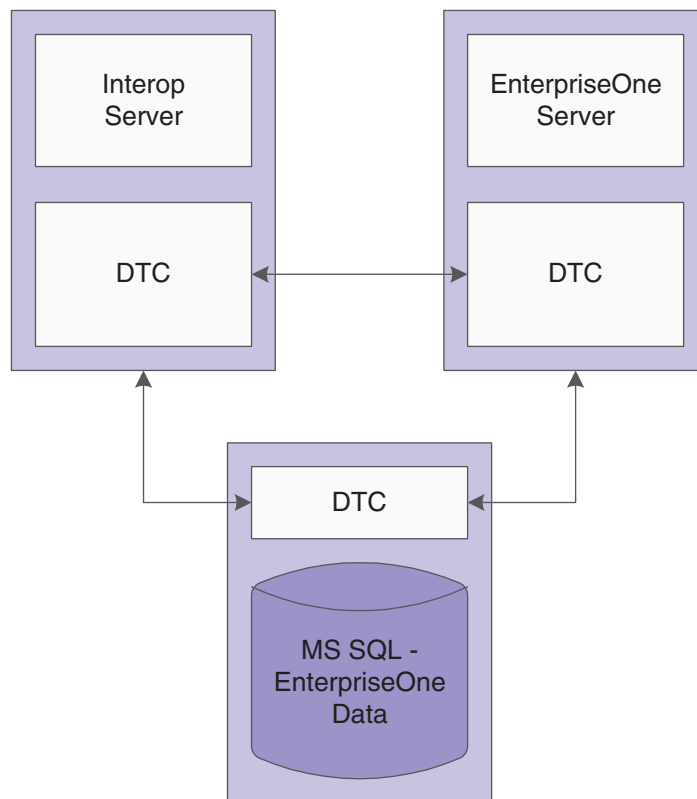 Interop
Server
DTC
EnterpriseOne
Server
DTC
DTC
MS SQL -
EnterpriseOne
Data